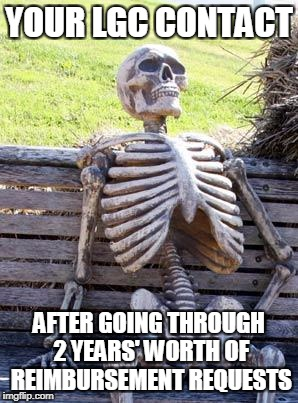 YOUR LGC CONTACT
AFTER GOING THROUGH
2 YEARS' WORTH OF
REIMBURSEMENT REQUESTS
imgflip.com